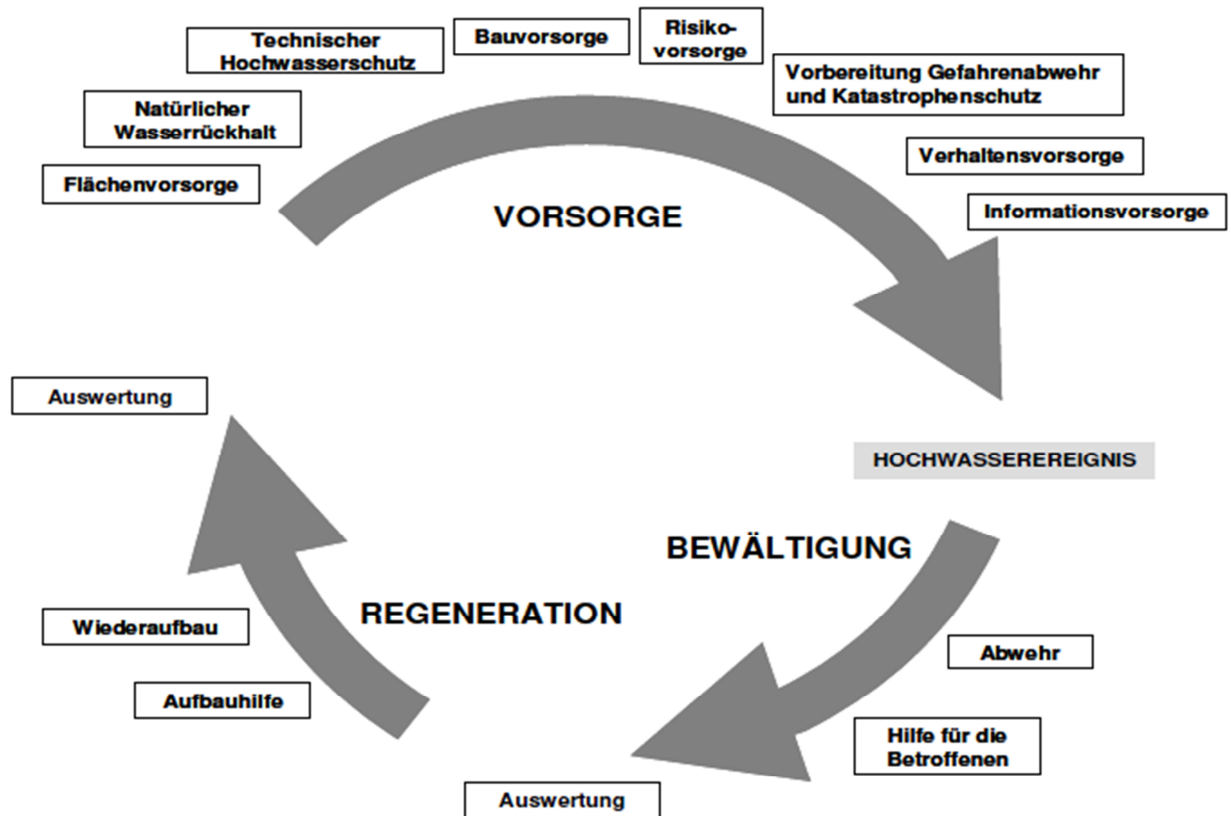 Technischer
Hochwasserschutz
Bauvorsorge
Risiko-
vorsorge
Vorbereitung Gefahrenabwehr
und Katastrophenschutz
Natürlicher
Wasserrückhalt
Verhaltensvorsorge
Flächenvorsorge
Informationsvorsorge
VORSORGE
Auswertung
HOCHWASSEREREIGNIS
BEWÄLTIGUNG
REGENERATION
Wiederaufbau
Abwehr
Aufbauhilfe
Hilfe für die
Betroffenen
Auswertung